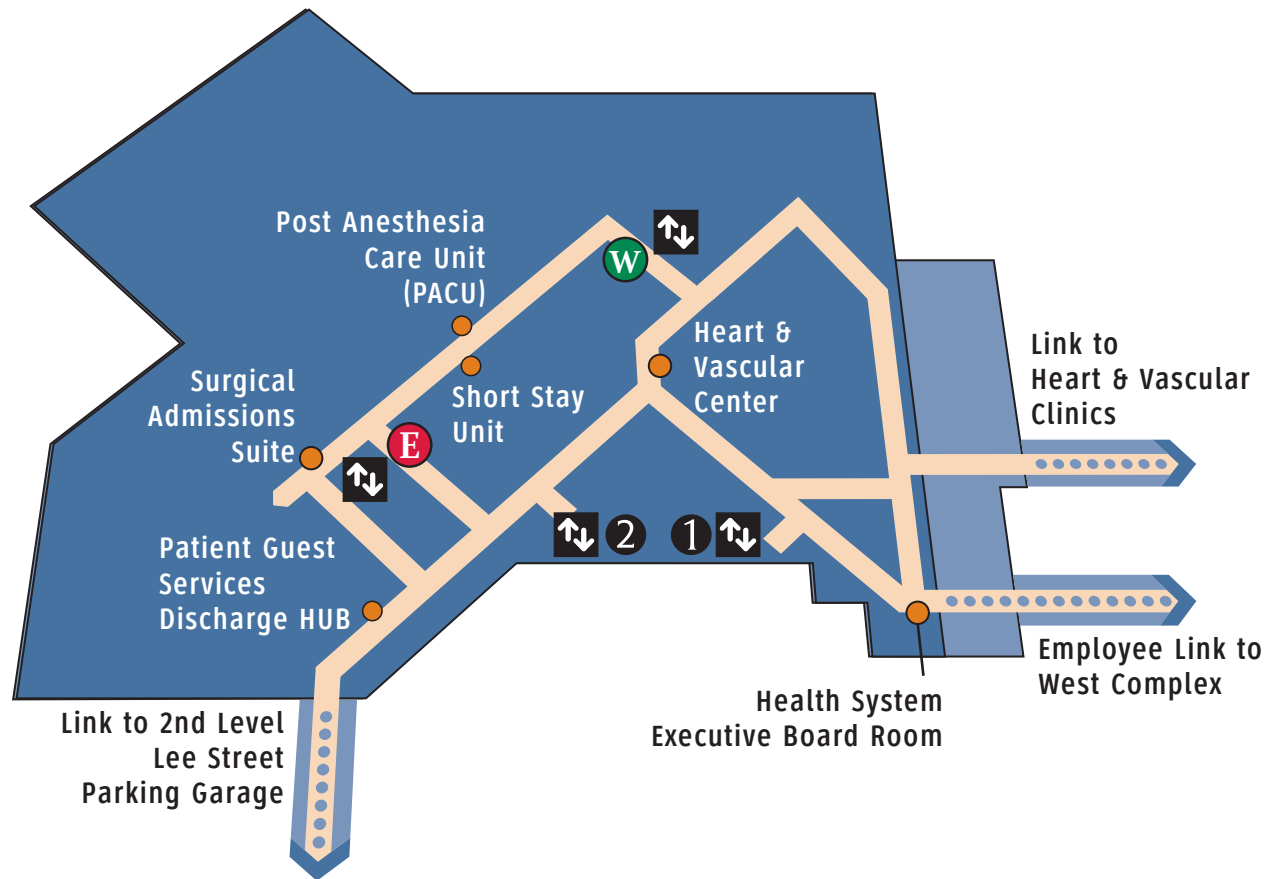 Post Anesthesia
Care Unit
(PACU)
W
Heart &
Vascular
Center
Link to
Heart & Vascular
Clinics
Surgical
Admissions
Suite
Short Stay
Unit
E
2
1
Patient Guest
Services
Discharge HUB
Employee Link to
West Complex
Health System
Executive Board Room
Link to 2nd Level
Lee Street
Parking Garage